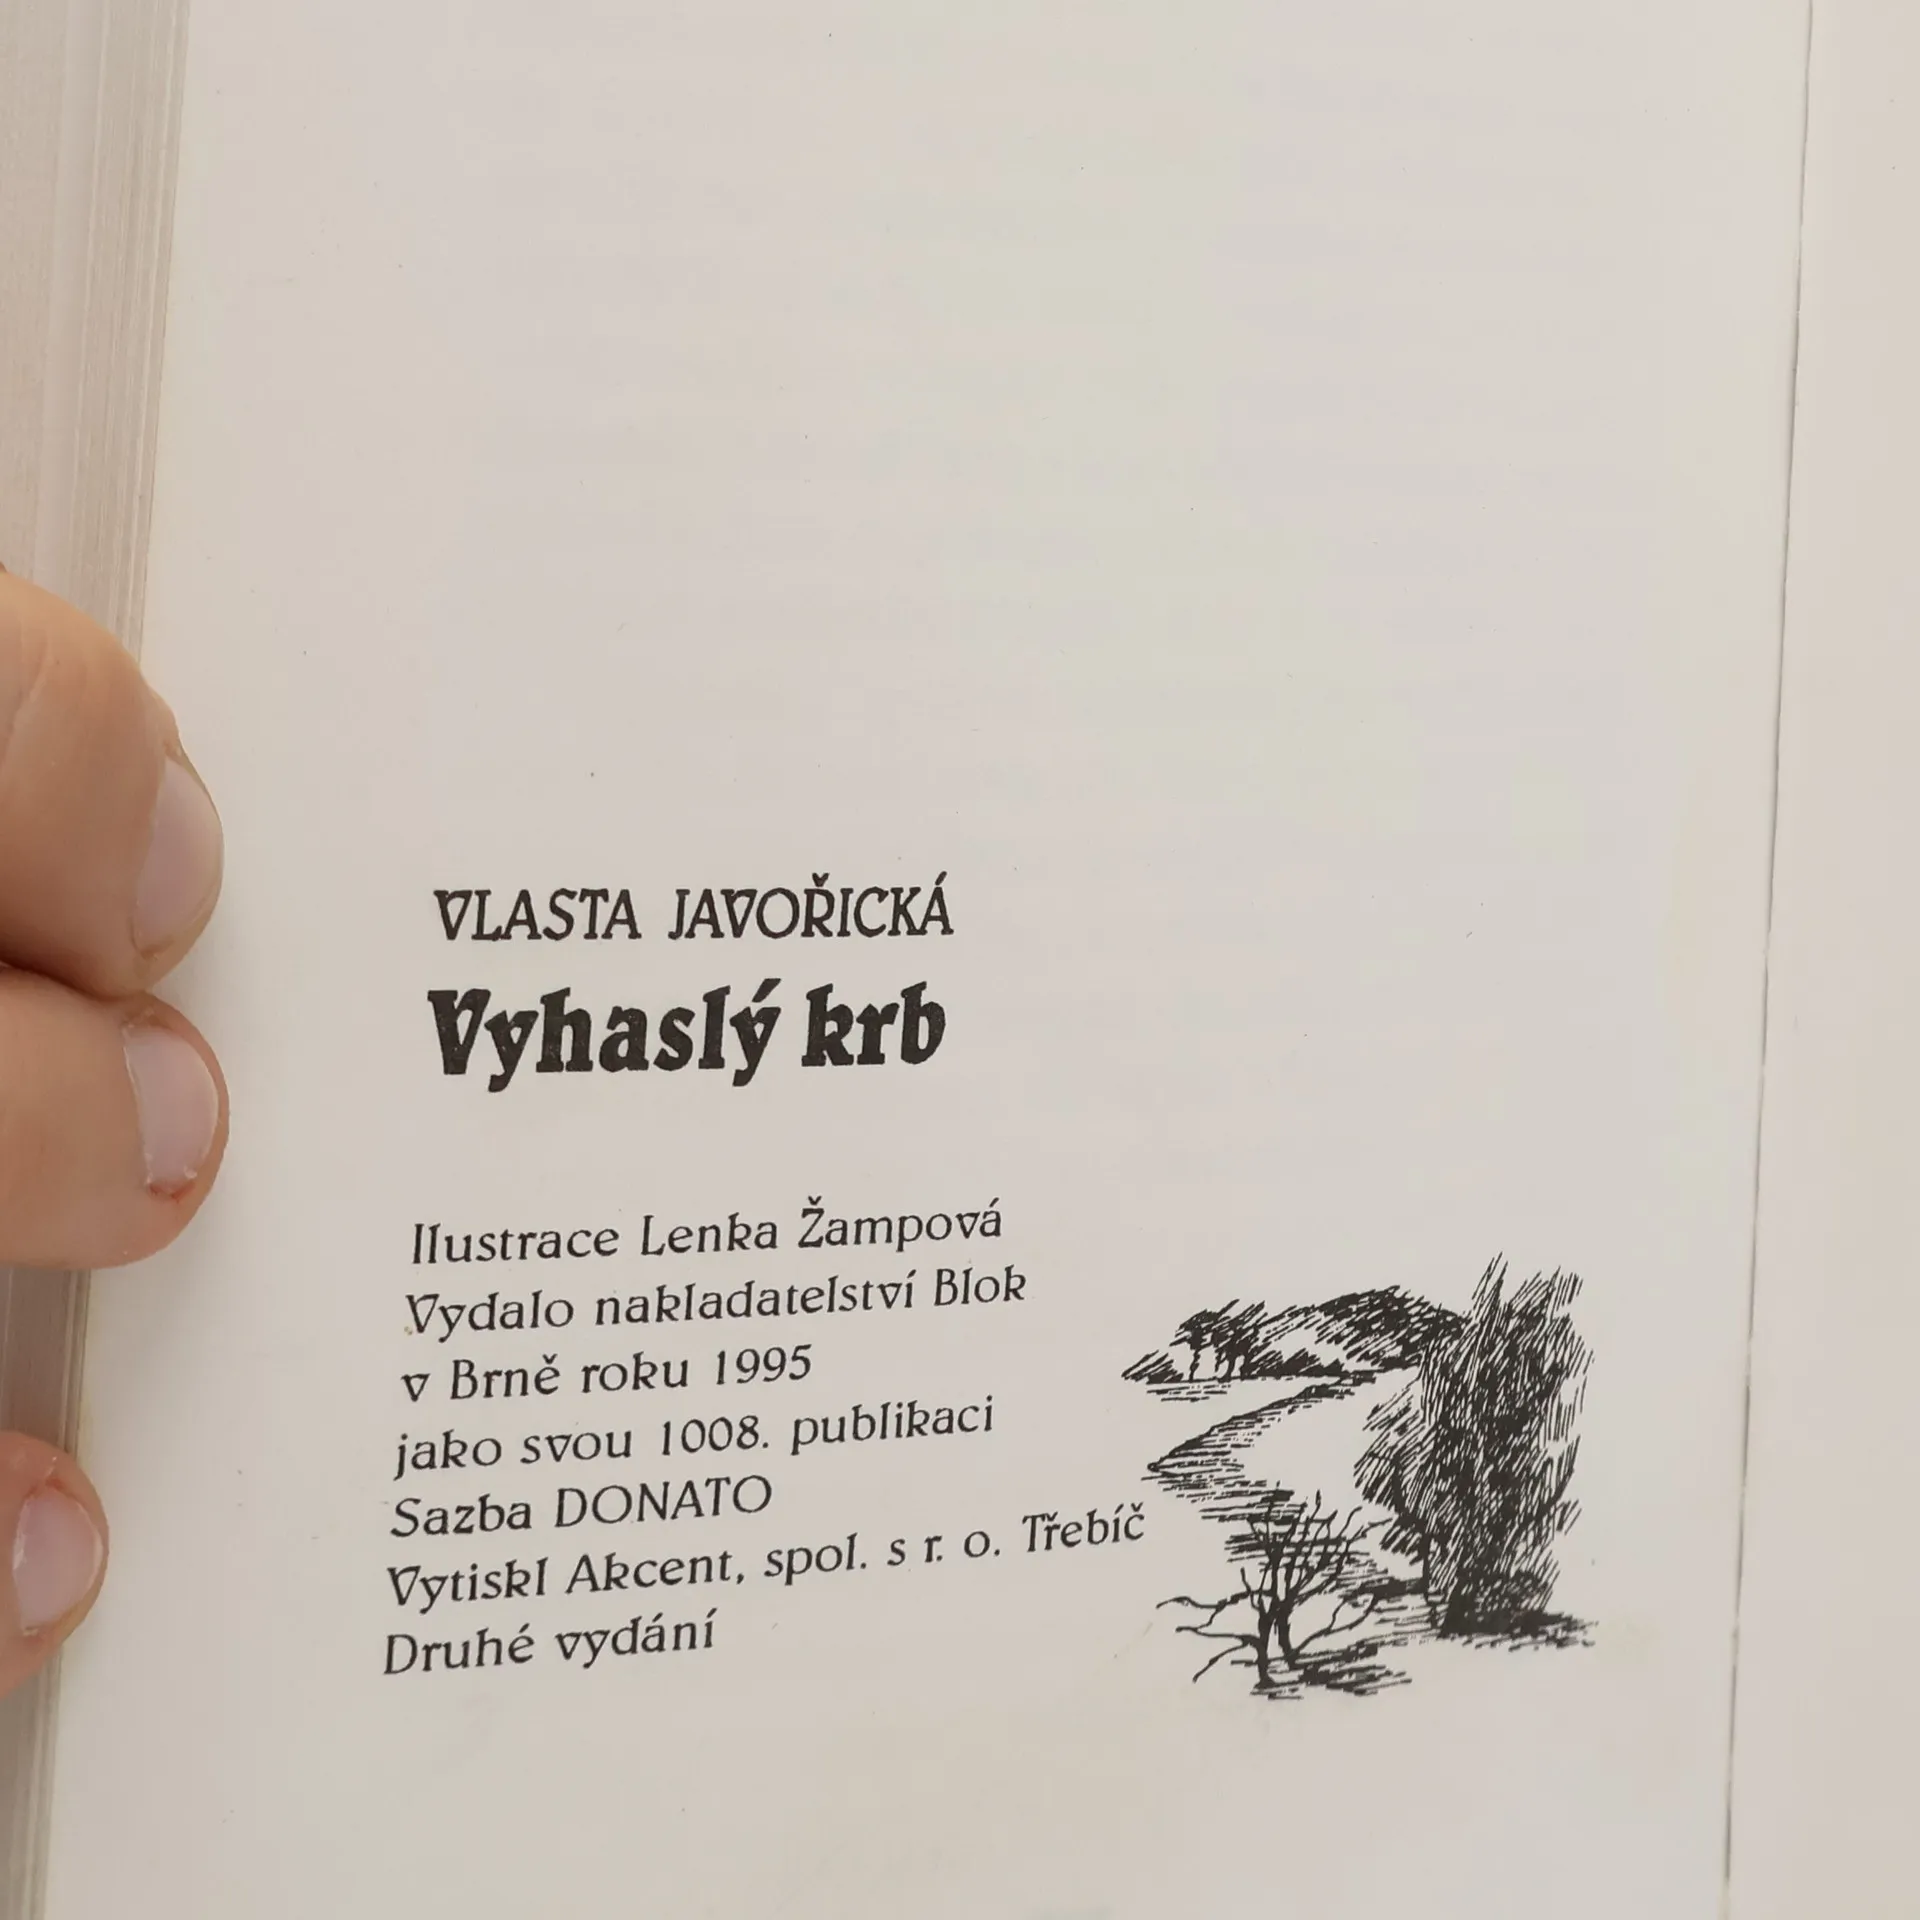 VLASTA JAVOŘICKÁ
Vyhaslý krb
Ilustrace Lenka Žampová
Vydalo nakladatelství Blok
v Brně roku 1995
jako svou 1008. publikaci
Sazba DONATO
Vytiskl Akcent, spol. s r. o. Třebíč
Druhé vydání